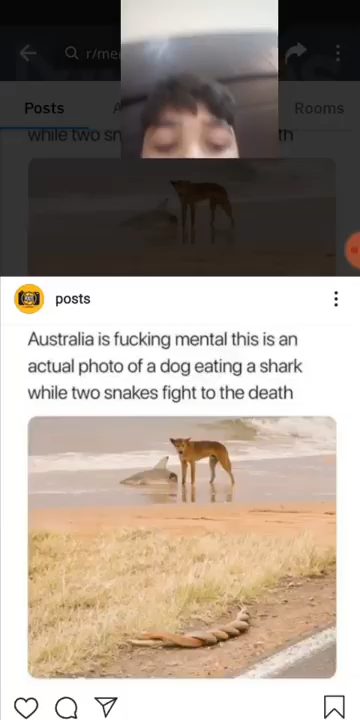 r/me
Posts
Rooms
while two sn
th
posts
Australia is fucking mental this is an
actual photo of a dog eating a shark
while two snakes fight to the death